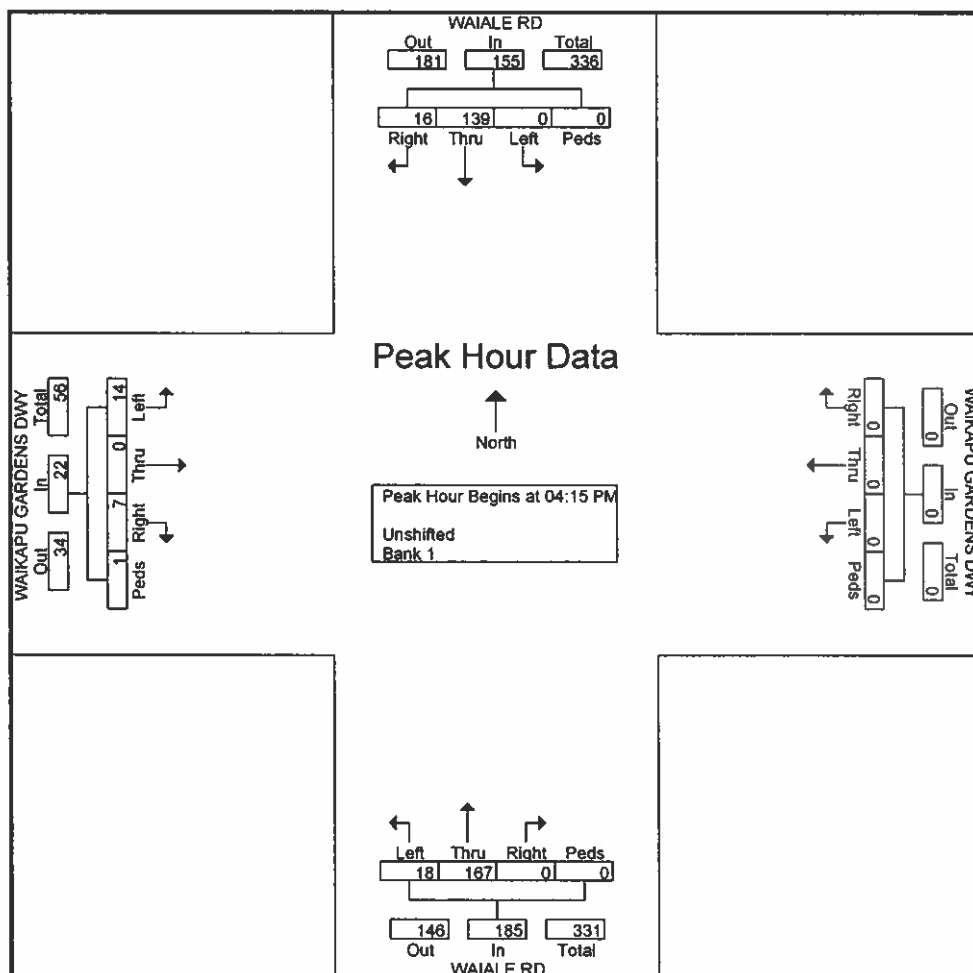 WAIALE RD
Out In Total
181 155 336
16 139 0 0
Right Thru Left Peds
Peak Hour Data
North
Peak Hour Begins at 04:15 PM
Unshifted
Bank 1
WAIKAPU GARDENS DWY
Out In Total
34 22 56
Left Thru Right Peds
14 0 7 1
WAIKAPU GARDENS DWY
Out In Total
0 0 0
Right Thru Left Peds
0 0 0 0
Left Thru Right Peds
18 167 0 0
146 185 331
Out In Total
WAIALE RD